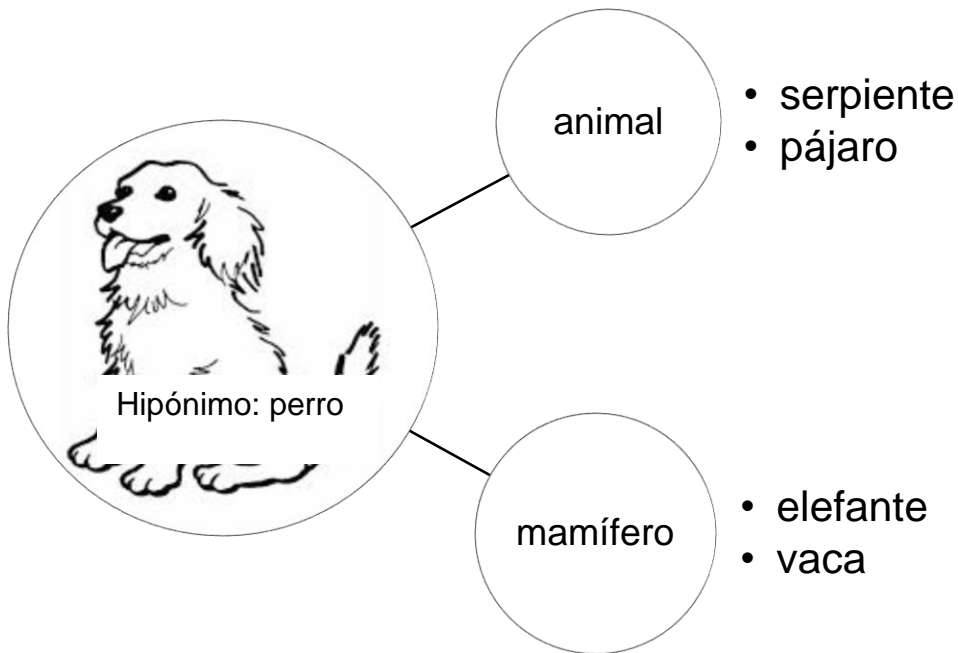 animal
• serpiente
• pájaro
Hipónimo: perro
mamífero
• elefante
• vaca